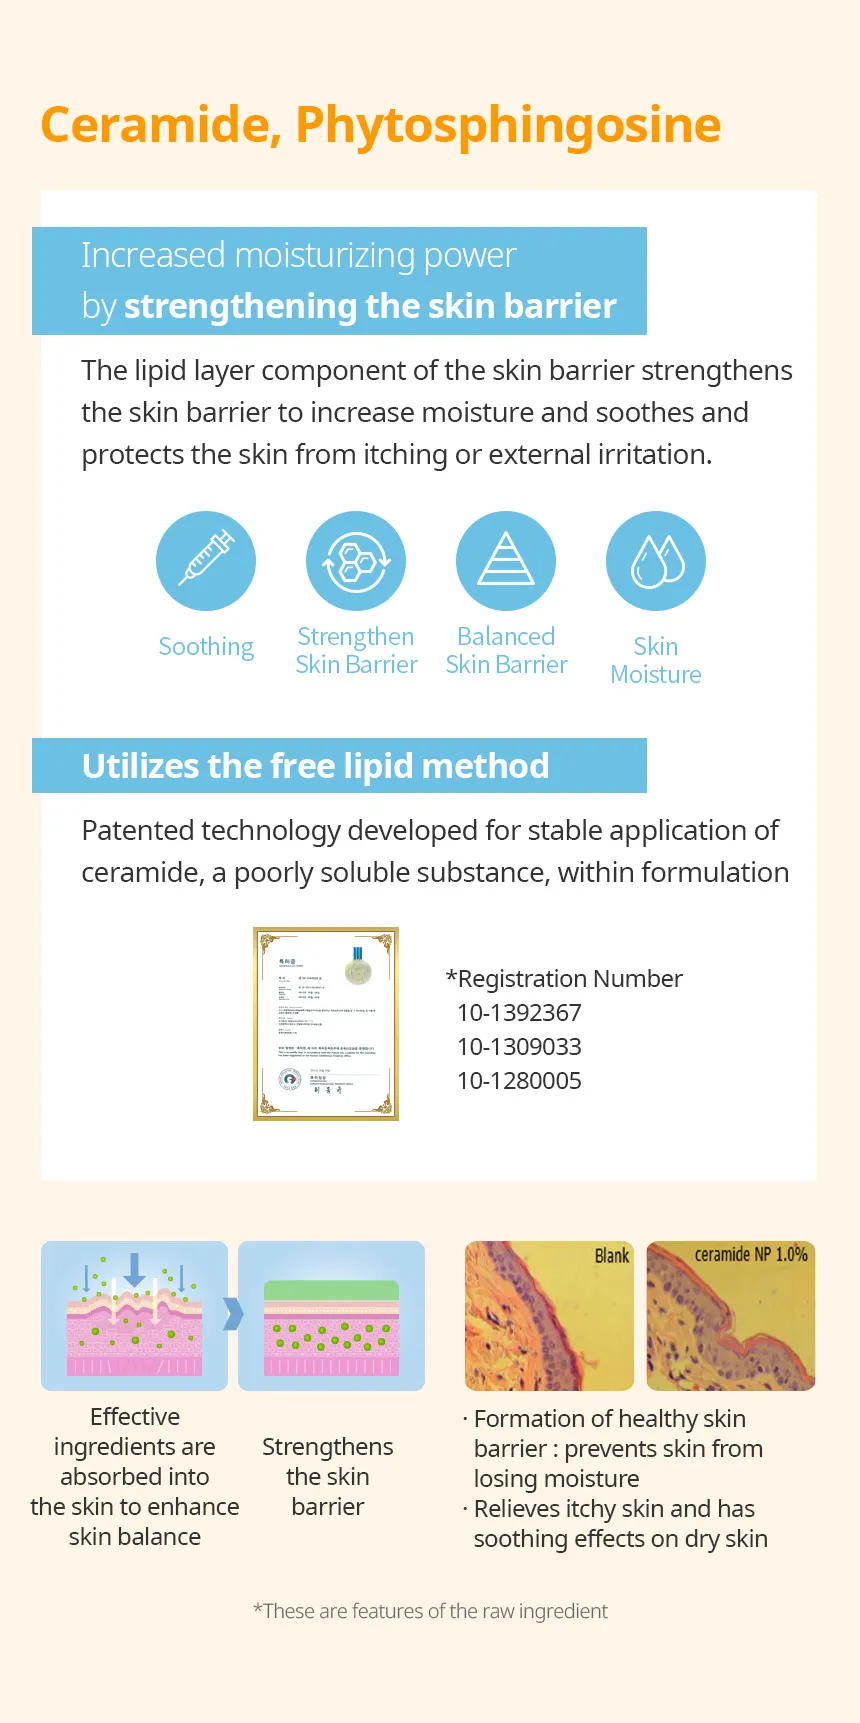 Ceramide, Phytosphingosine
Increased moisturizing power
by strengthening the skin barrier
The lipid layer component of the skin barrier strengthens
the skin barrier to increase moisture and soothes and
protects the skin from itching or external irritation.
Soothing
Strengthen
Skin Barrier
Balanced
Skin Barrier
Skin
Moisture
Utilizes the free lipid method
Patented technology developed for stable application of
ceramide, a poorly soluble substance, within formulation
특허증
*Registration Number
10-1392367
10-1309033
10-1280005
Blank
ceramide NP 1.0%
Effective
ingredients are
absorbed into
the skin to enhance
skin balance
Strengthens
the skin
barrier
· Formation of healthy skin
barrier : prevents skin from
losing moisture
· Relieves itchy skin and has
soothing effects on dry skin
*These are features of the raw ingredient